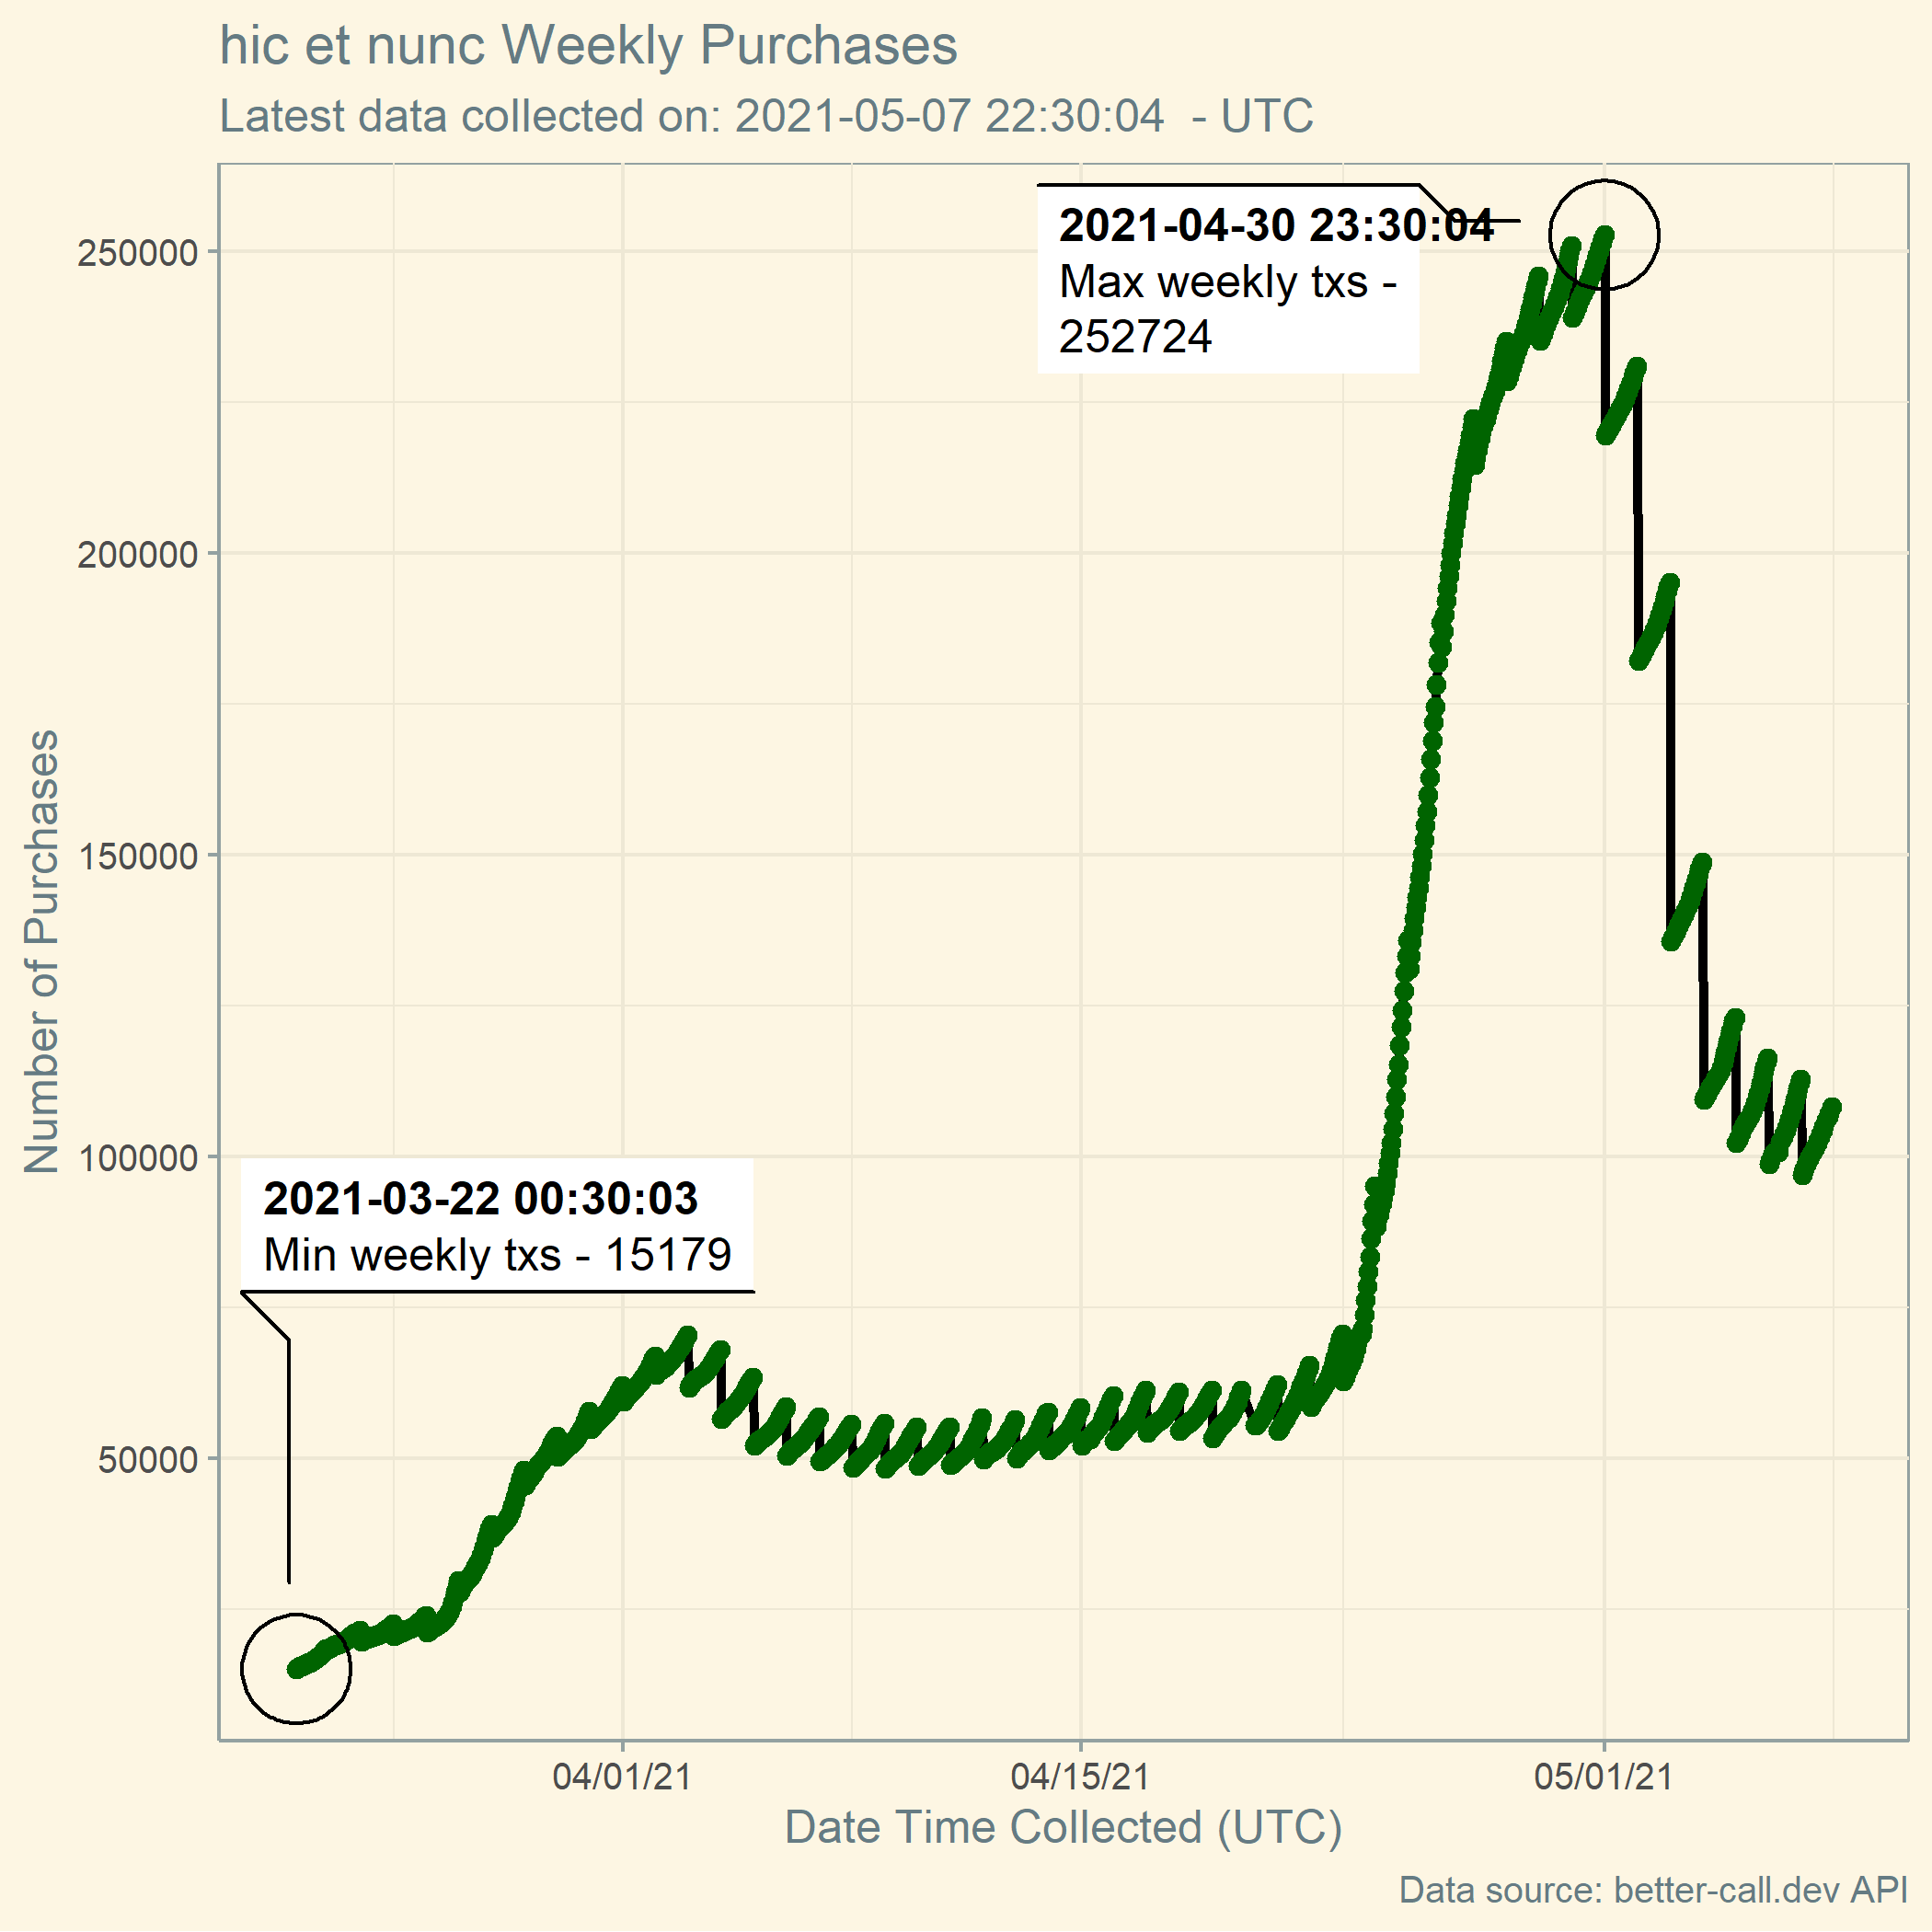 hic et nunc Weekly Purchases
Latest data collected on: 2021-05-07 22:30:04  - UTC
2021-04-30 23:30:04
Max weekly txs -
252724
250000
200000
150000
100000
50000
Number of Purchases
2021-03-22 00:30:03
Min weekly txs - 15179
04/01/21
04/15/21
05/01/21
Date Time Collected (UTC)
Data source: better-call.dev API